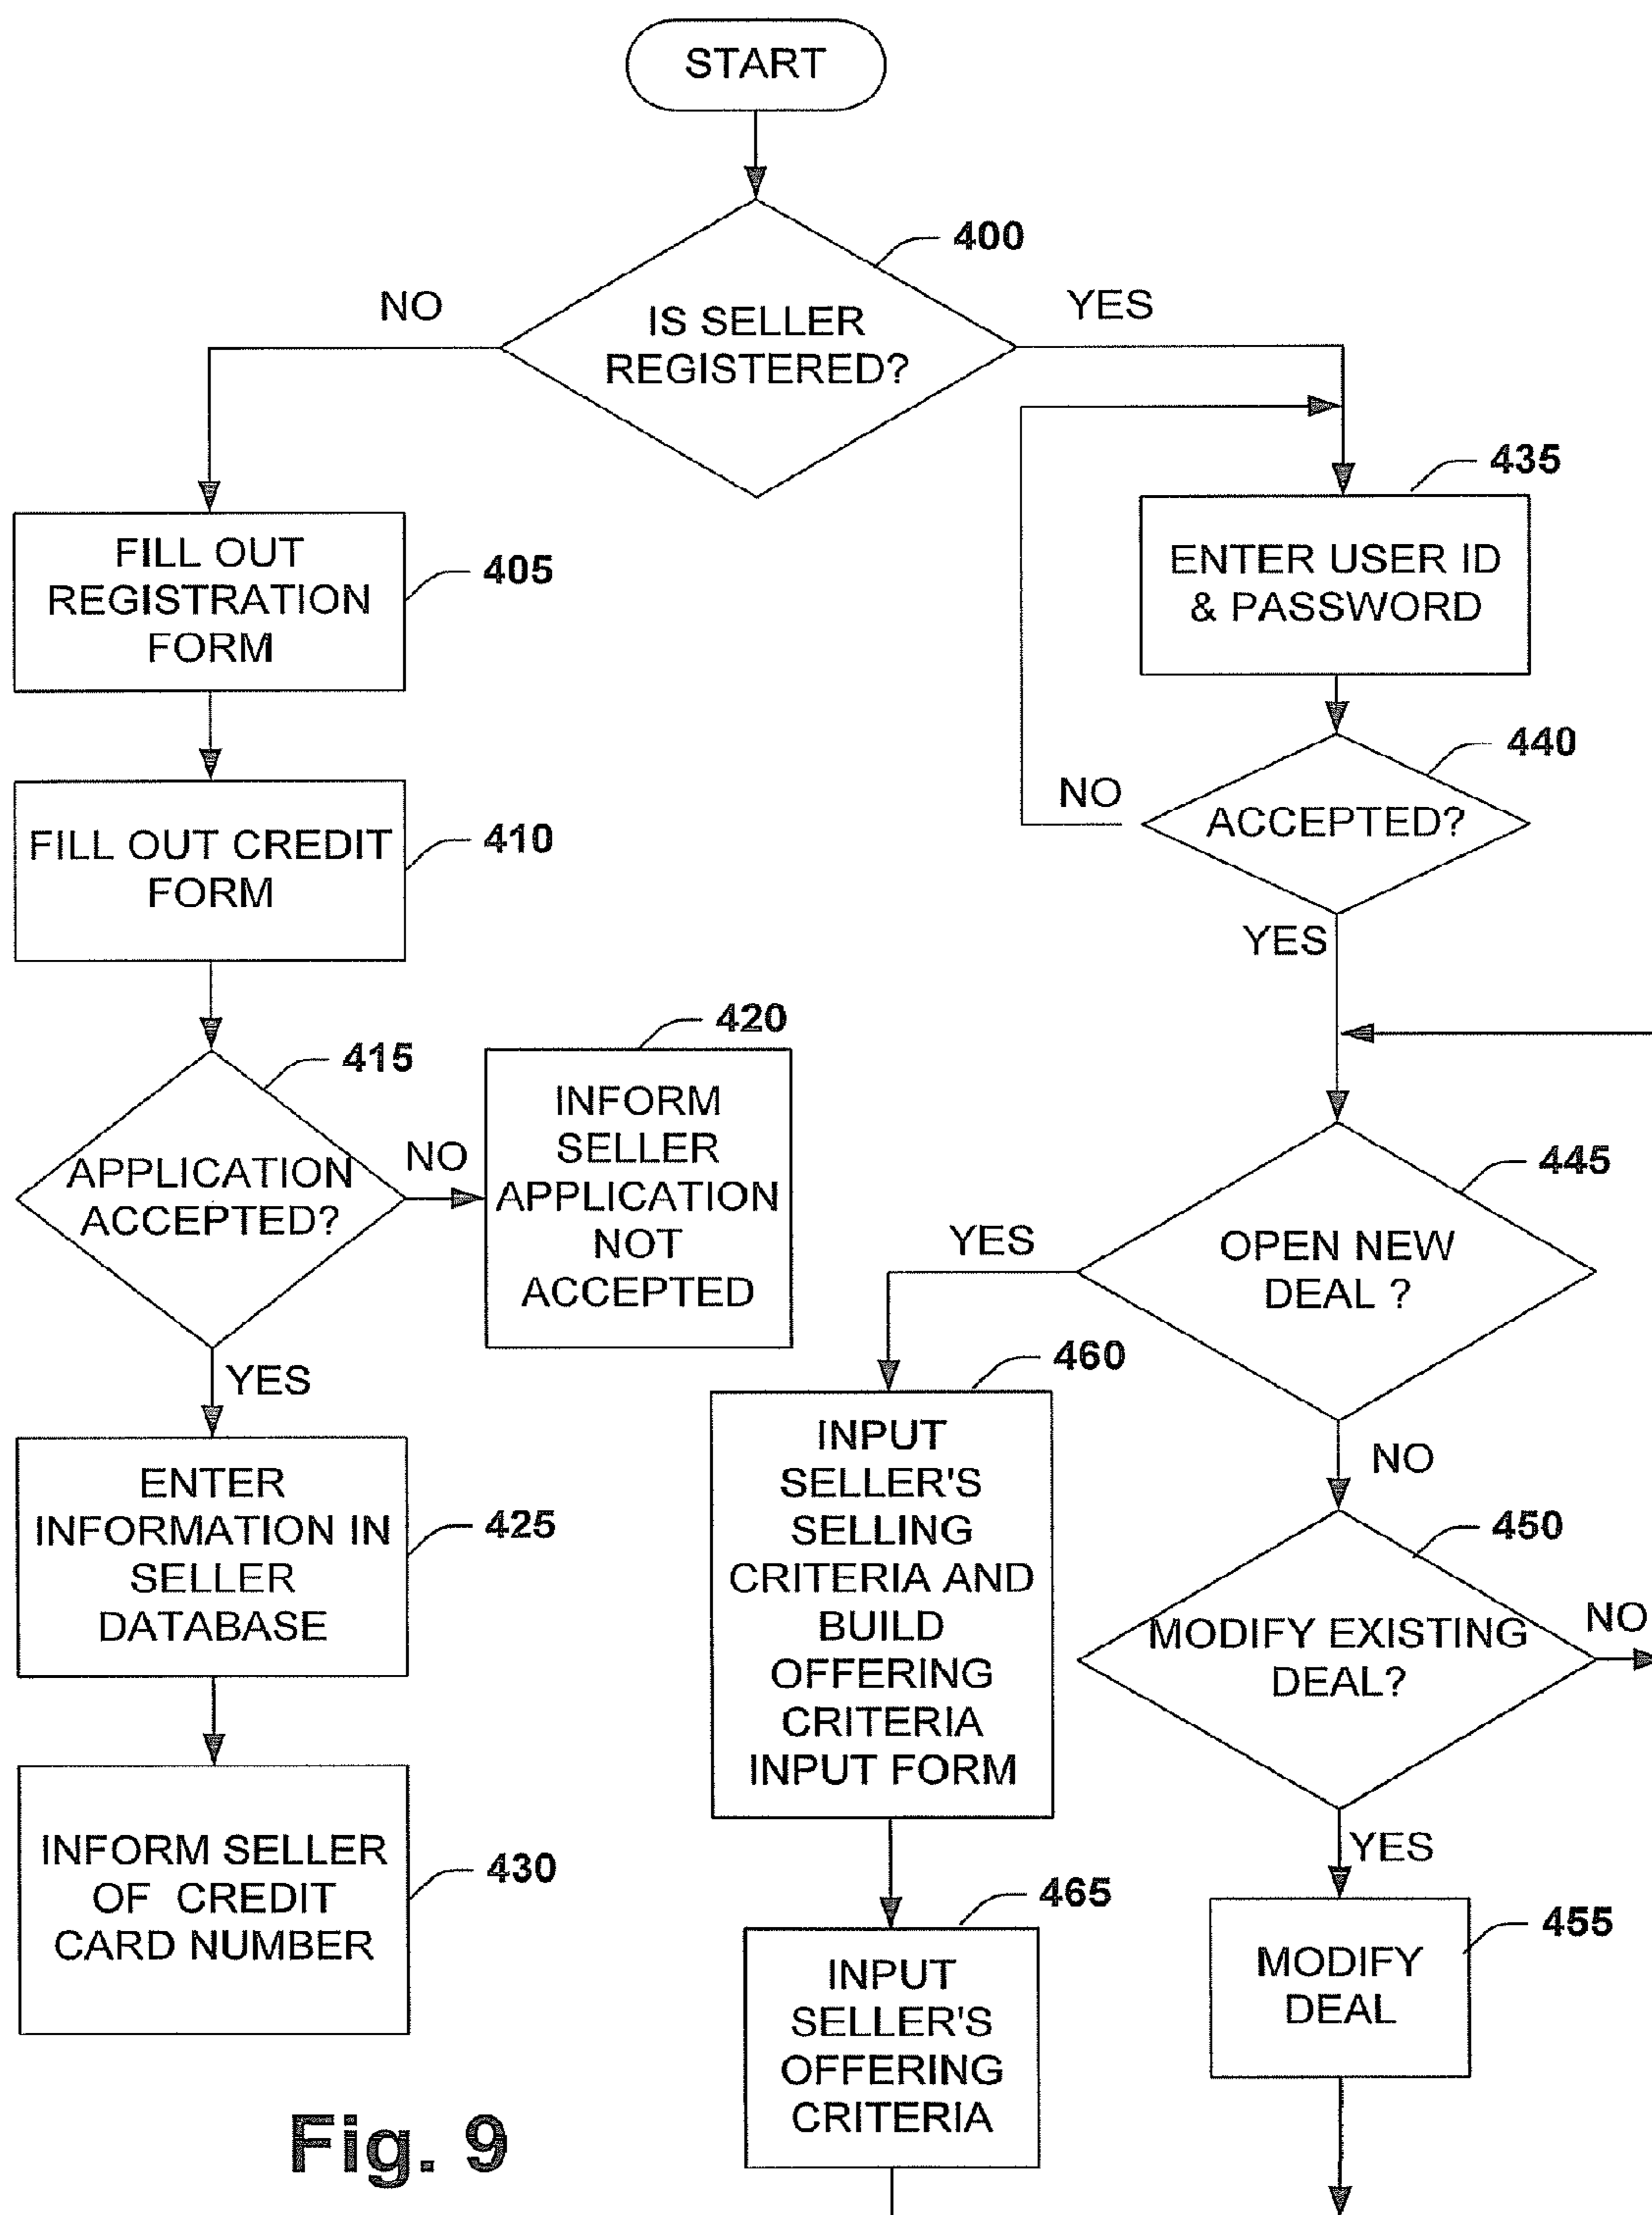 START
400
NO
IS SELLER
REGISTERED?
YES
FILL OUT
REGISTRATION
FORM
405
FILL OUT CREDIT
FORM
410
415
APPLICATION
ACCEPTED?
NO
420
INFORM
SELLER
APPLICATION
NOT
ACCEPTED
YES
ENTER
INFORMATION IN
SELLER
DATABASE
425
INFORM SELLER
OF CREDIT
CARD NUMBER
430
435
ENTER USER ID
& PASSWORD
440
NO
ACCEPTED?
YES
445
YES
OPEN NEW
DEAL ?
460
INPUT
SELLER'S
SELLING
CRITERIA AND
BUILD
OFFERING
CRITERIA
INPUT FORM
NO
450
MODIFY EXISTING
DEAL?
NO
YES
465
INPUT
SELLER'S
OFFERING
CRITERIA
455
MODIFY
DEAL
Fig. 9